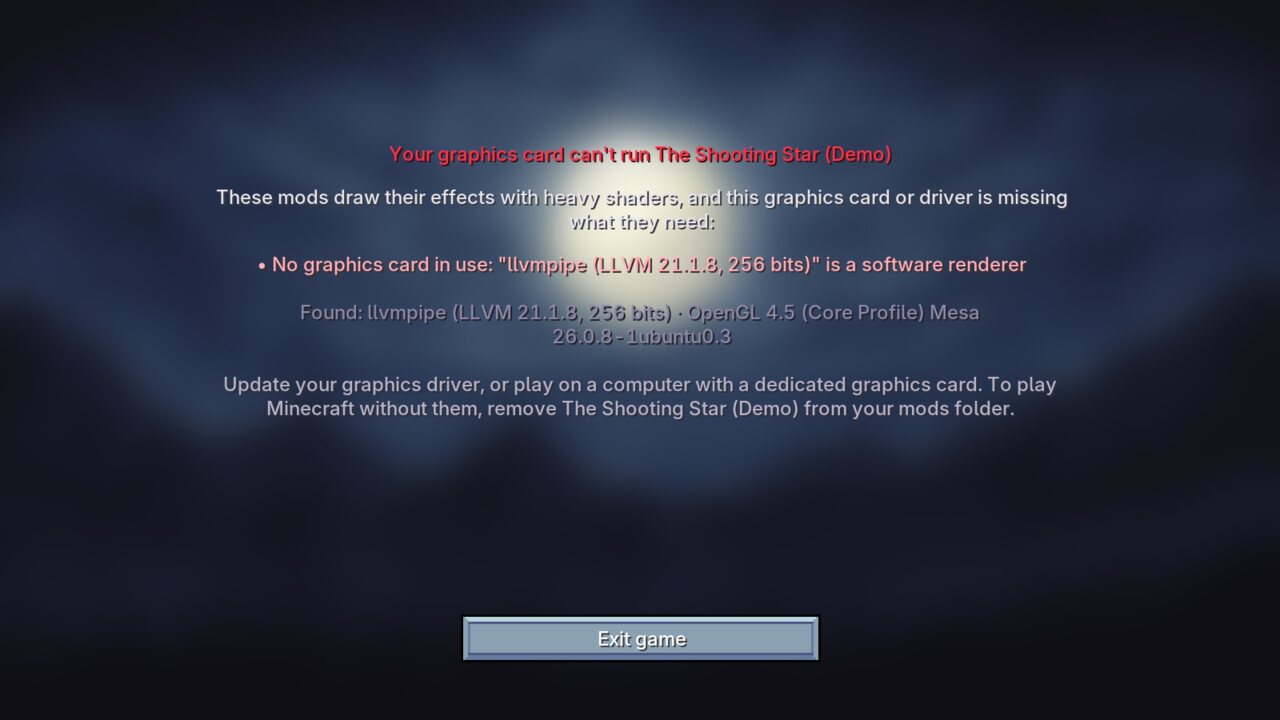 Your graphics card can't run The Shooting Star (Demo)
These mods draw their effects with heavy shaders, and this graphics card or driver is missing
what they need:
• No graphics card in use: "llvmpipe (LLVM 21.1.8, 256 bits)" is a software renderer
Found: llvmpipe (LLVM 21.1.8, 256 bits) · OpenGL 4.5 (Core Profile) Mesa
26.0.8-1ubuntu0.3
Update your graphics driver, or play on a computer with a dedicated graphics card. To play
Minecraft without them, remove The Shooting Star (Demo) from your mods folder.
Exit game